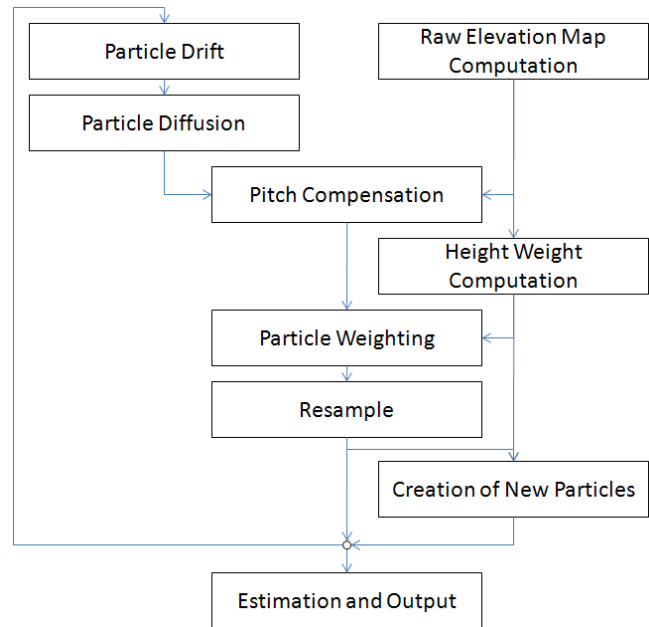 Particle Drift
Raw Elevation Map
Computation
Particle Diffusion
Pitch Compensation
Height Weight
Computation
Particle Weighting
Resample
Creation of New Particles
Estimation and Output